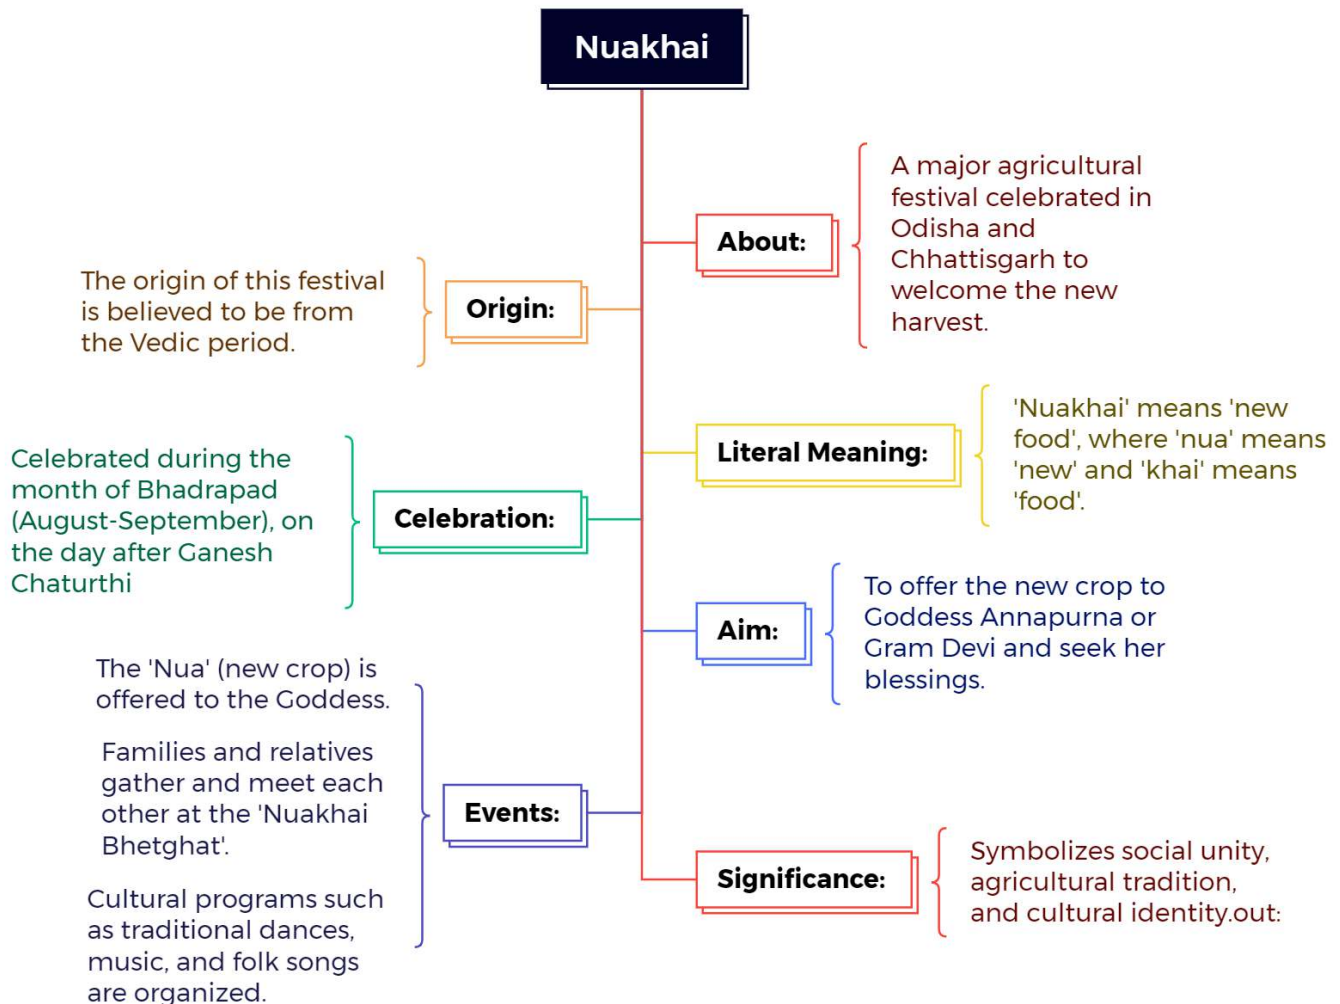 Nuakhai
About:
A major agricultural
festival celebrated in
Odisha and
Chhattisgarh to
welcome the new
harvest.
Origin:
The origin of this festival
is believed to be from
the Vedic period.
Literal Meaning:
'Nuakhai' means 'new
food', where 'nua' means
'new' and 'khai' means
'food'.
Celebration:
Celebrated during the
month of Bhadrapad
(August-September), on
the day after Ganesh
Chaturthi
Aim:
To offer the new crop to
Goddess Annapurna or
Gram Devi and seek her
blessings.
Events:
The 'Nua' (new crop) is
offered to the Goddess.
Families and relatives
gather and meet each
other at the 'Nuakhai
Bhetghat'.
Cultural programs such
as traditional dances,
music, and folk songs
are organized.
Significance:
Symbolizes social unity,
agricultural tradition,
and cultural identity.out: